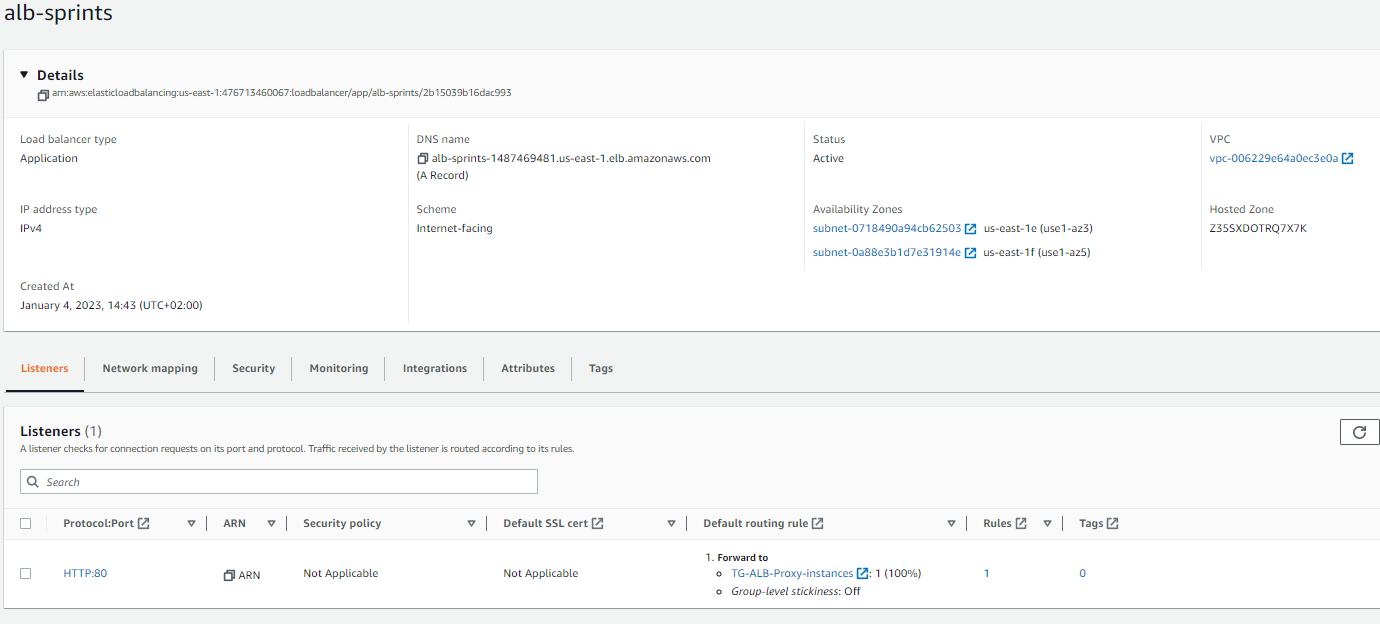 alb-sprints
Details
arn:aws:elasticloadbalancing:us-east-1:476713460067:loadbalancer/app/alb-sprints/2b15039b16dac993
Load balancer type
Application
DNS name
alb-sprints-1487469481.us-east-1.elb.amazonaws.com
(A Record)
Status
Active
VPC
vpc-006229e64a0ec3e0a
IP address type
IPv4
Scheme
Internet-facing
Availability Zones
subnet-0718490a94cb62503 us-east-1e (use1-az3)
subnet-0a88e3b1d7e31914e us-east-1f (use1-az5)
Hosted Zone
Z35SXDOTRQ7X7K
Created At
January 4, 2023, 14:43 (UTC+02:00)
Listeners Network mapping Security Monitoring Integrations Attributes Tags
Listeners (1)
A listener checks for connection requests on its port and protocol. Traffic received by the listener is routed according to its rules.
Search
Protocol:Port ARN Security policy Default SSL cert Default routing rule Rules Tags
HTTP:80 ARN Not Applicable Not Applicable
1. Forward to
TG-ALB-Proxy-instances : 1 (100%)
Group-level stickiness: Off
1 0